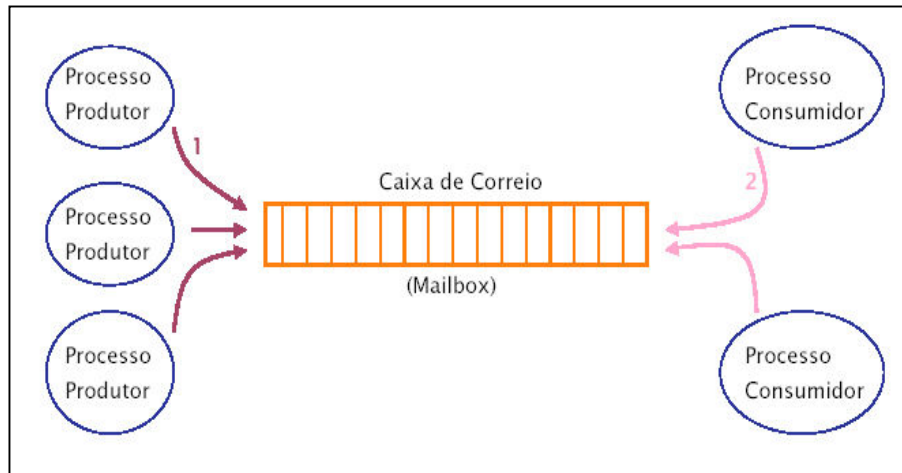 Processo
Produtor
1
Processo
Produtor
Processo
Produtor
Caixa de Correio
(Mailbox)
2
Processo
Consumidor
Processo
Consumidor